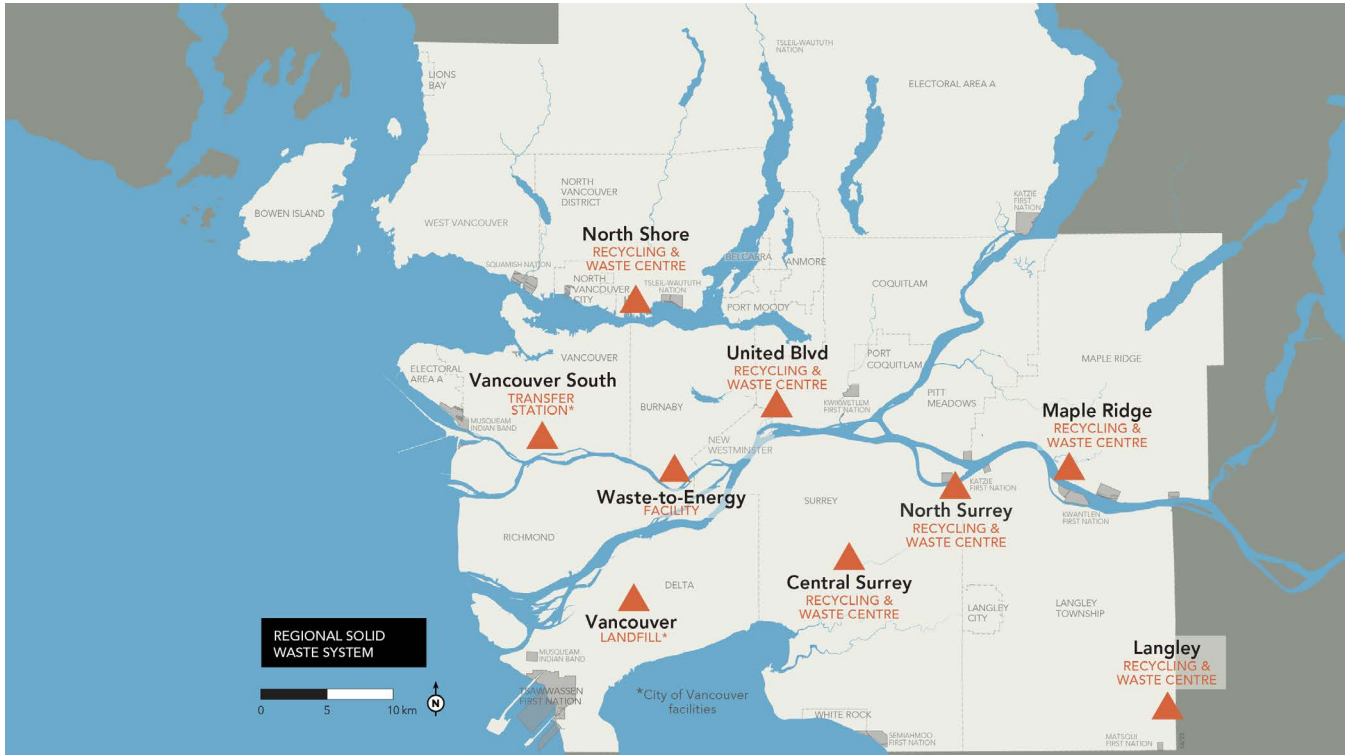 TSLEIL-WAUTUTH
NATION
LIONS
BAY
ELECTORAL AREA A
NORTH
VANCOUVER
DISTRICT
KATZIE
FIRST
NATION
BOWEN ISLAND
WEST VANCOUVER
North Shore
RECYCLING &
WASTE CENTRE
SQUAMISH NATION
NORTH
VANCOUVER
CITY
TSLEIL-WAUTUTH
NATION
BELCARRA
ANMORE
PORT MOODY
COQUITLAM
ELECTORAL
AREA A
VANCOUVER
United Blvd
RECYCLING &
WASTE CENTRE
PORT
COQUITLAM
MAPLE RIDGE
Vancouver South
TRANSFER
STATION*
BURNABY
KWIKWETLEM
FIRST NATION
PITT
MEADOWS
Maple Ridge
RECYCLING &
WASTE CENTRE
MUSQUEAM
INDIAN BAND
NEW
WESTMINSTER
KATZIE
FIRST NATION
Waste-to-Energy
FACILITY
SURREY
North Surrey
RECYCLING &
WASTE CENTRE
KWANTLEN
FIRST NATION
RICHMOND
DELTA
Central Surrey
RECYCLING &
WASTE CENTRE
LANGLEY
CITY
LANGLEY
TOWNSHIP
Vancouver
LANDFILL*
REGIONAL SOLID
WASTE SYSTEM
MUSQUEAM
INDIAN BAND
Langley
RECYCLING &
WASTE CENTRE
TSAWWASSEN
FIRST NATION
*City of Vancouver
facilities
0 5 10 km
N
WHITE ROCK
SEMIAHMOO
FIRST NATION
MATSQUI
FIRST NATION